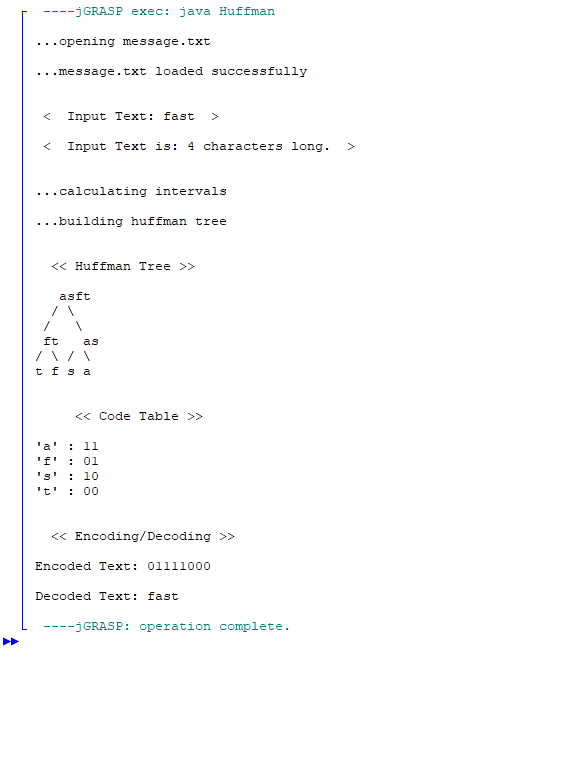 ----jGRASP exec: java Huffman
...opening message.txt
...message.txt loaded successfully
<  Input Text: fast  >
<  Input Text is: 4 characters long.  >
...calculating intervals
...building huffman tree
<< Huffman Tree >>
asft
/ \
/   \
ft   as
/ \ / \
t f s a
<< Code Table >>
'a' : 11
'f' : 01
's' : 10
't' : 00
<< Encoding/Decoding >>
Encoded Text: 01111000
Decoded Text: fast
----jGRASP: operation complete.